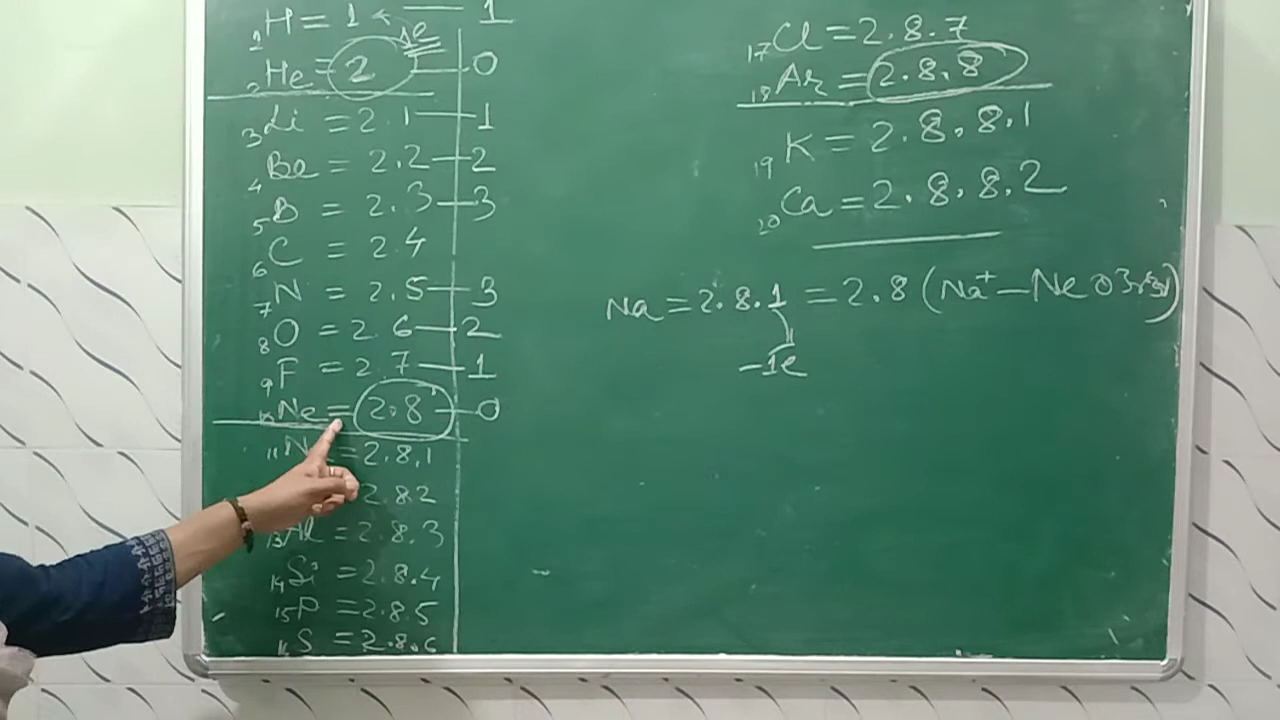 1H = 1 — 1
1e
2He = 2 — 0
3Li = 2.1 — 1
4Be = 2.2 — 2
5B = 2.3 — 3
6C = 2.4
7N = 2.5 — 3
8O = 2.6 — 2
9F = 2.7 — 1
Ne = 2.8 — 0
11N = 2.8.1
2.8.2
13Al = 2.8.3
14Si = 2.8.4
15P = 2.8.5
16S = 2.8.6
17Cl = 2.8.7
18Ar = 2.8.8
19K = 2.8.8.1
20Ca = 2.8.8.2
Na = 2.8.1 = 2.8 (Na+ — Ne
-1e